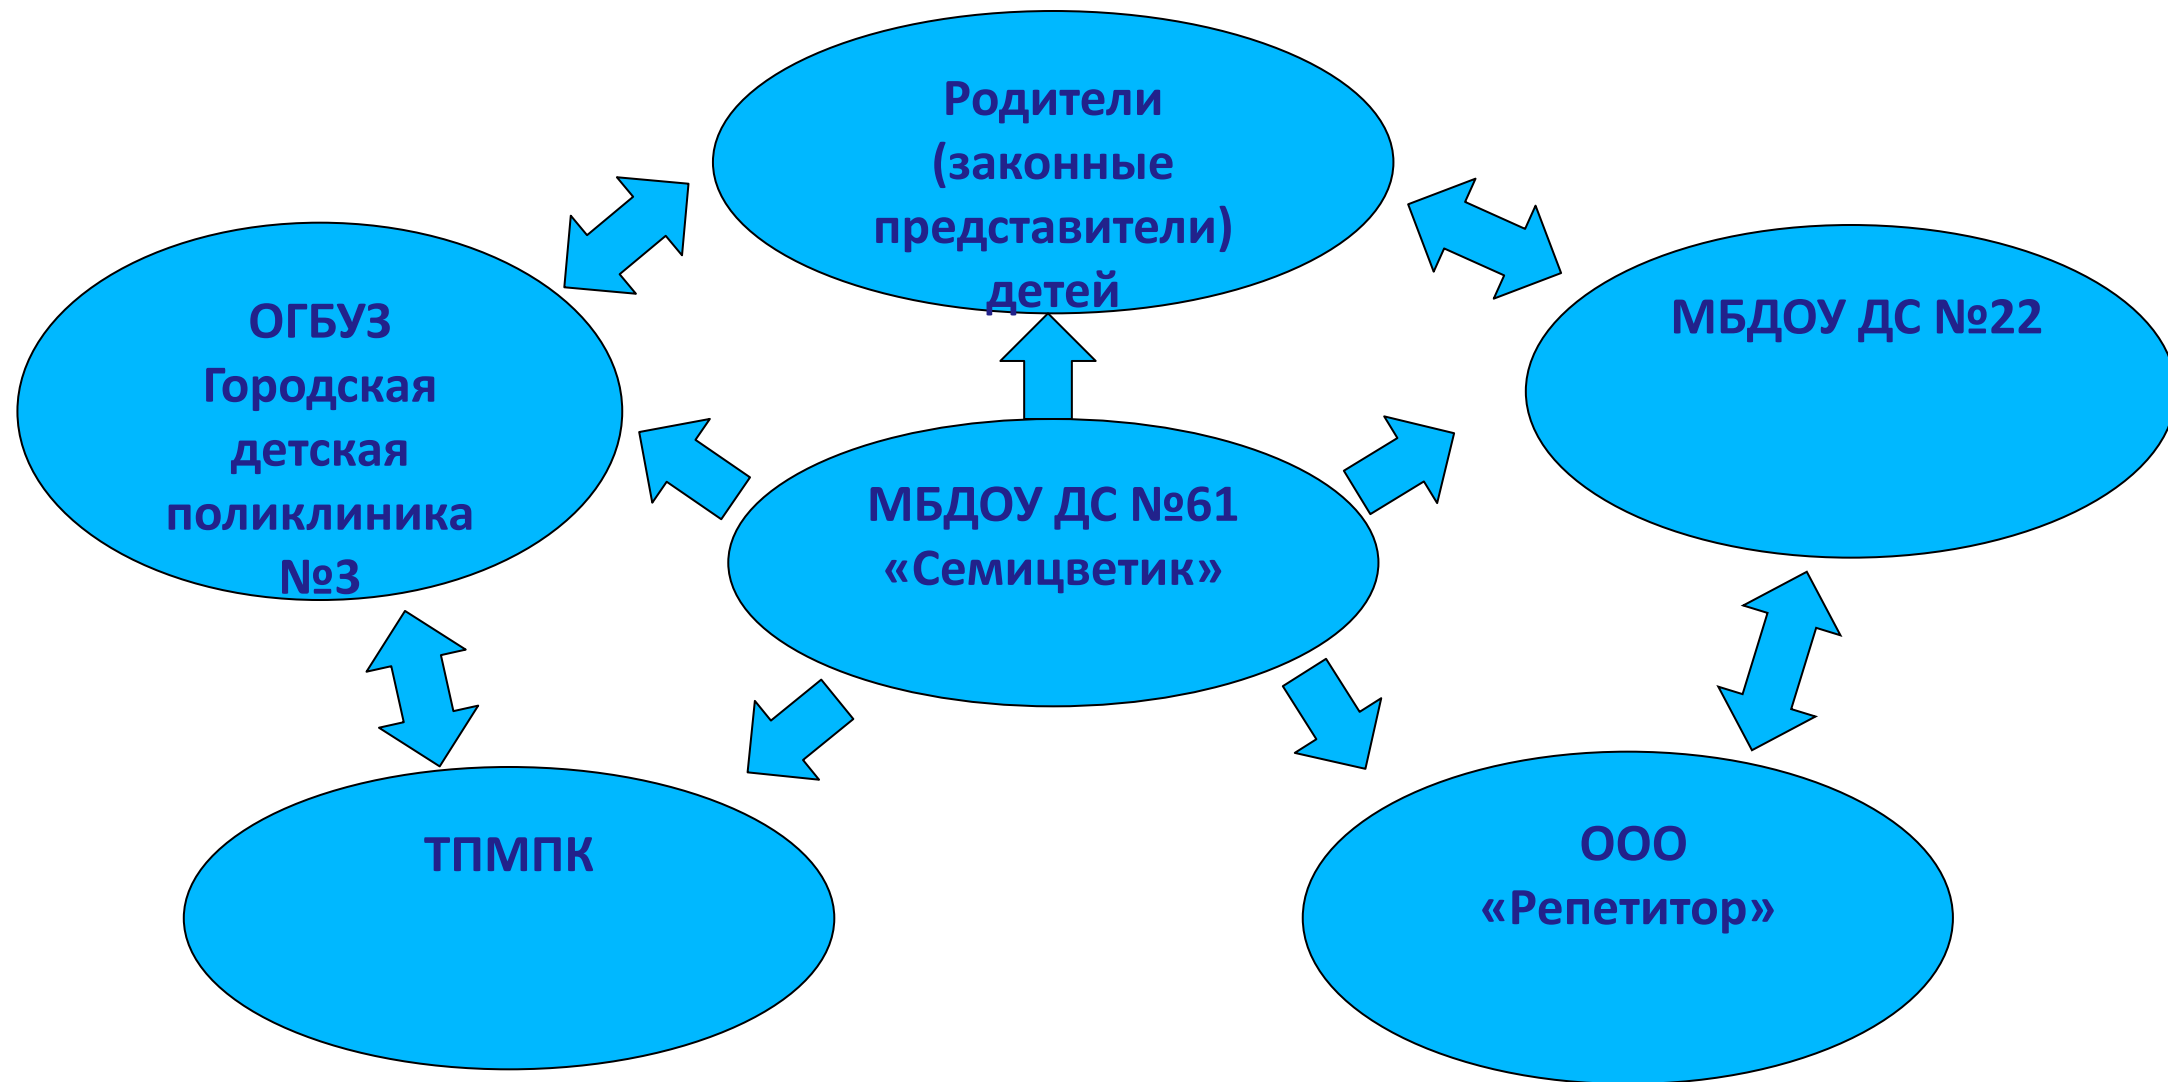 Родители
(законные
представители)
детей
ОГБУЗ
Городская
детская
поликлиника
№3
МБДОУ ДС №22
МБДОУ ДС №61
«Семицветик»
ТПМПК
ООО
«Репетитор»